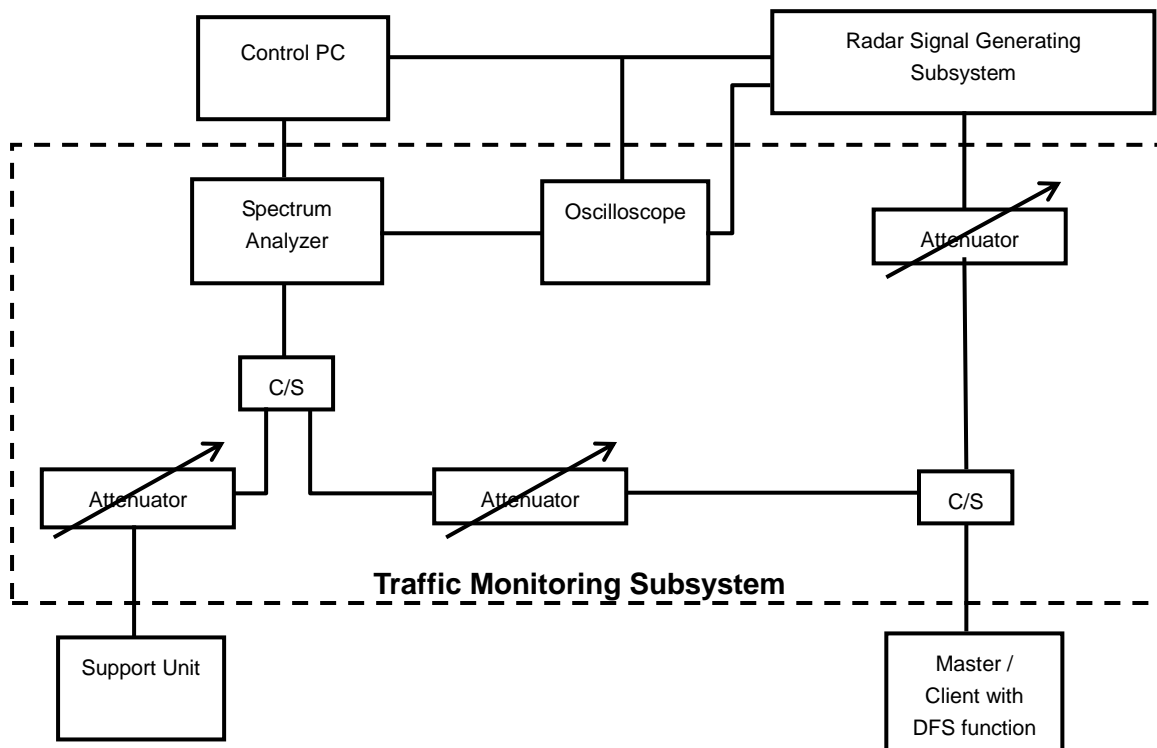 Control PC
Radar Signal Generating
Subsystem
Spectrum
Analyzer
Oscilloscope
Attenuator
C/S
Attenuator
Attenuator
C/S
Traffic Monitoring Subsystem
Support Unit
Master /
Client with
DFS function